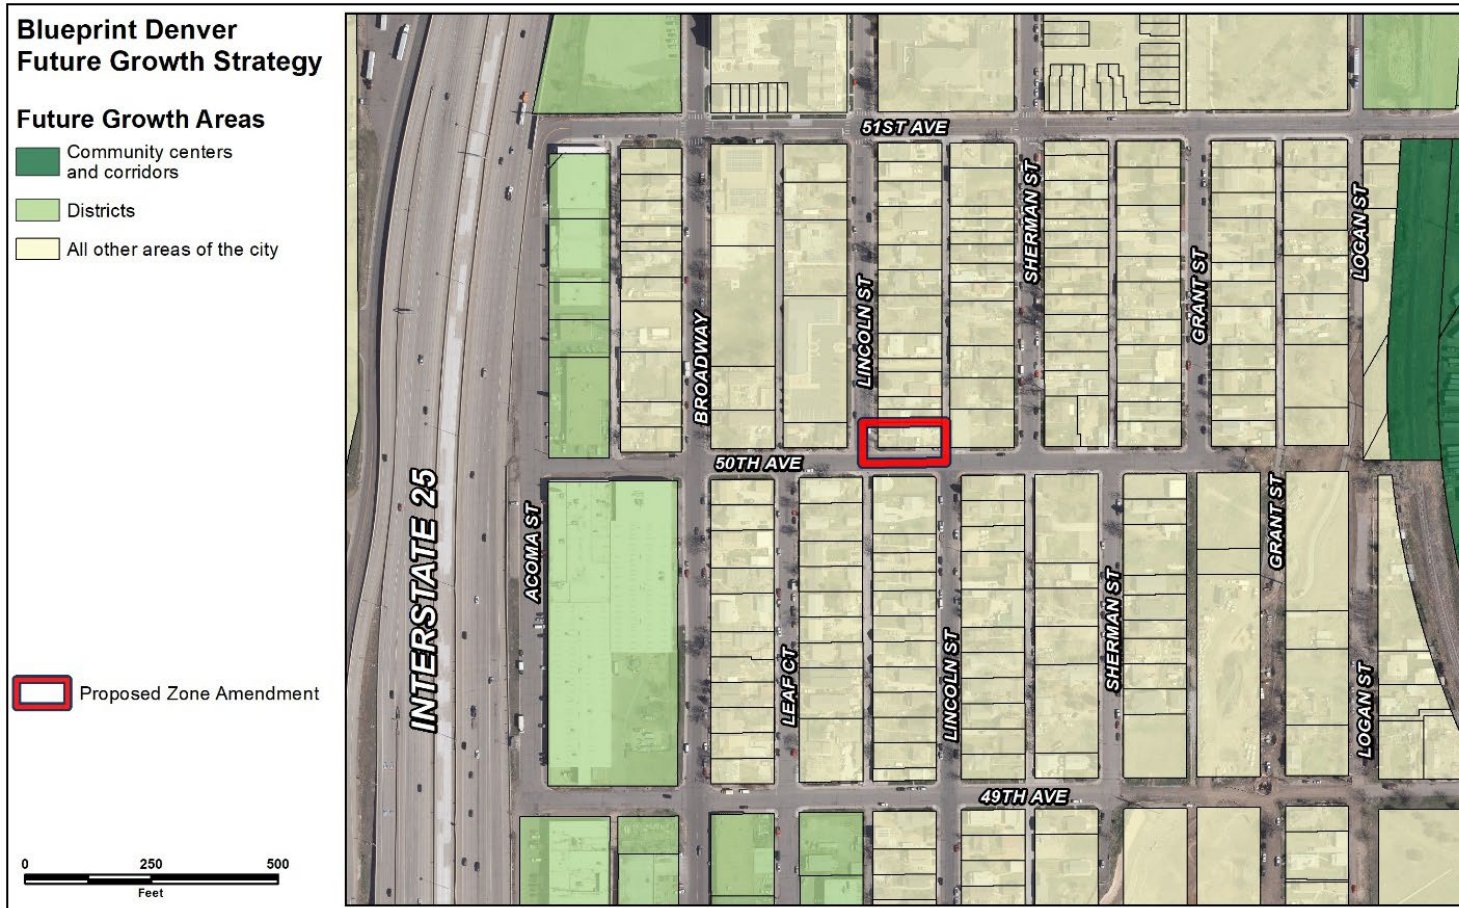 Blueprint Denver
Future Growth Strategy
Future Growth Areas
Community centers
and corridors
Districts
All other areas of the city
Proposed Zone Amendment
0 250 500
Feet
51ST AVE
SHERMAN ST
LOGAN ST
GRANT ST
LINCOLN ST
BROADWAY
50TH AVE
INTERSTATE 25
ACOMA ST
GRANT ST
SHERMAN ST
LEAF CT
LINCOLN ST
LOGAN ST
49TH AVE